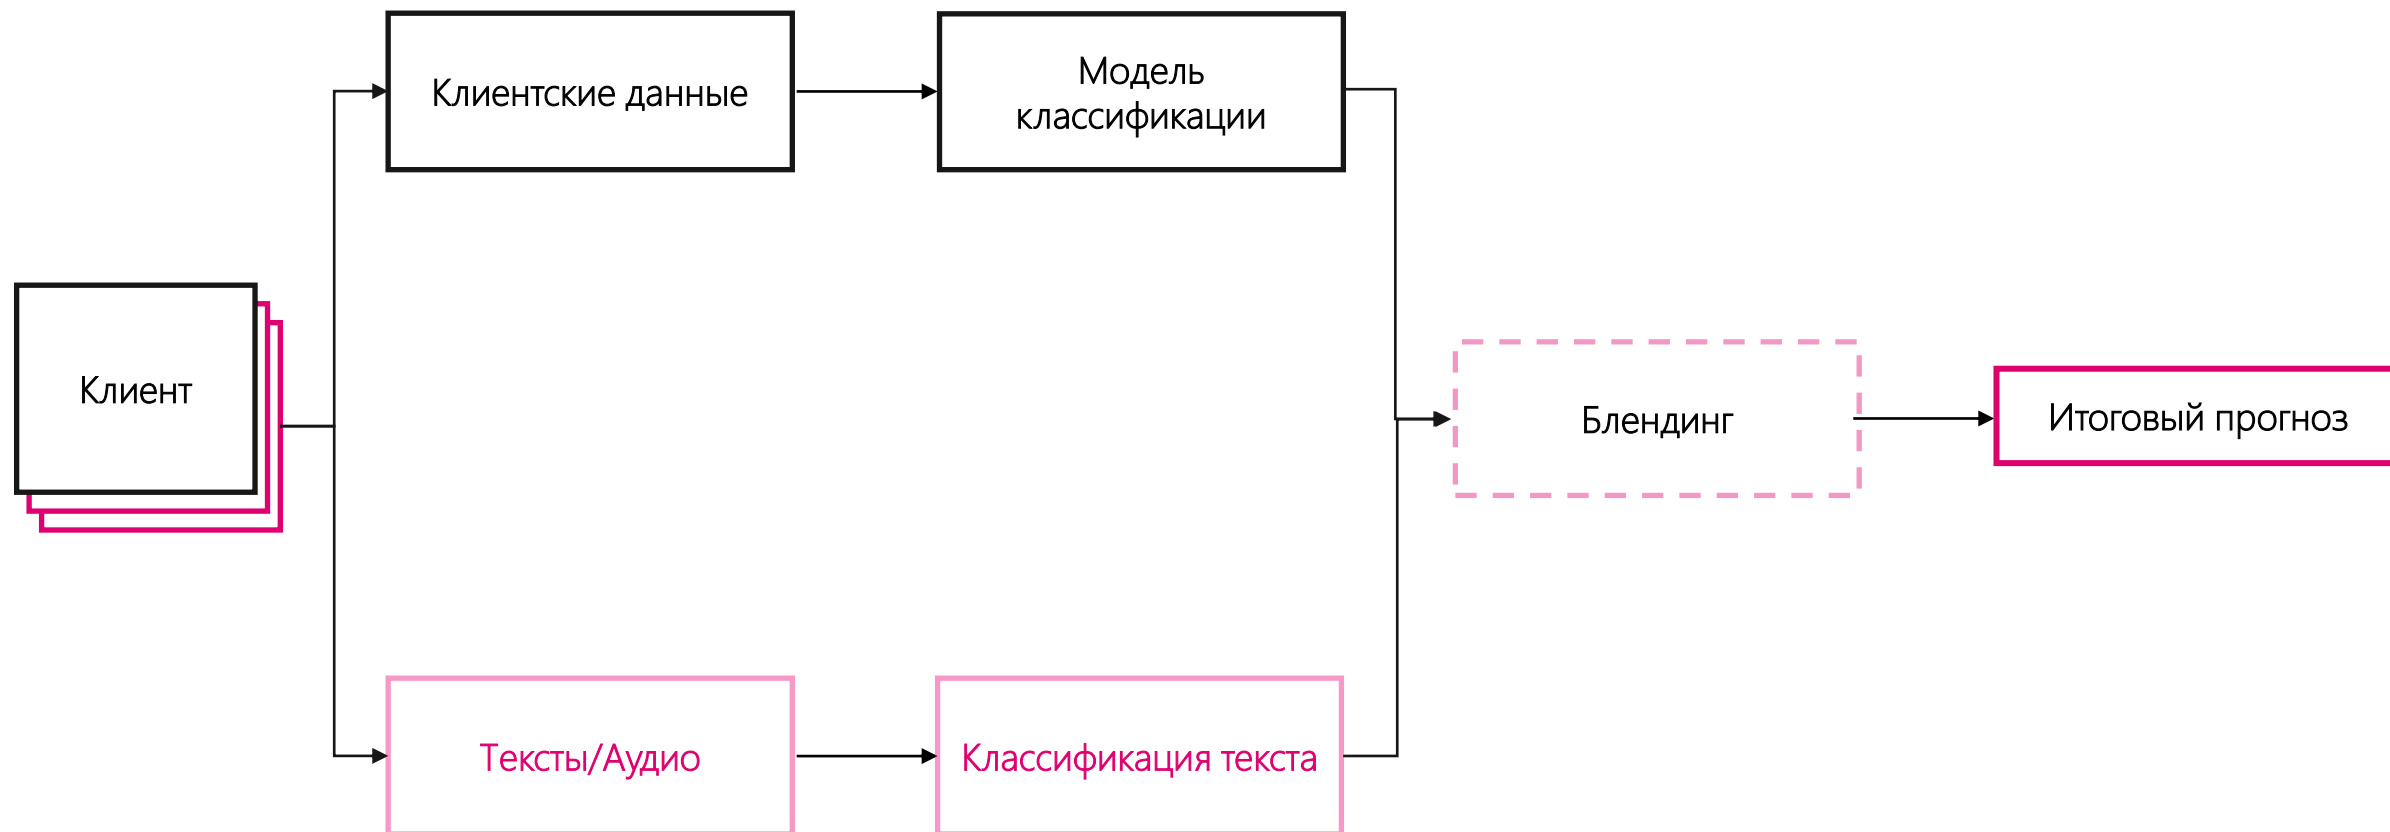 Клиентские данные
Модель
классификации
Клиент
Блендинг
Итоговый прогноз
Тексты/Аудио
Классификация текста